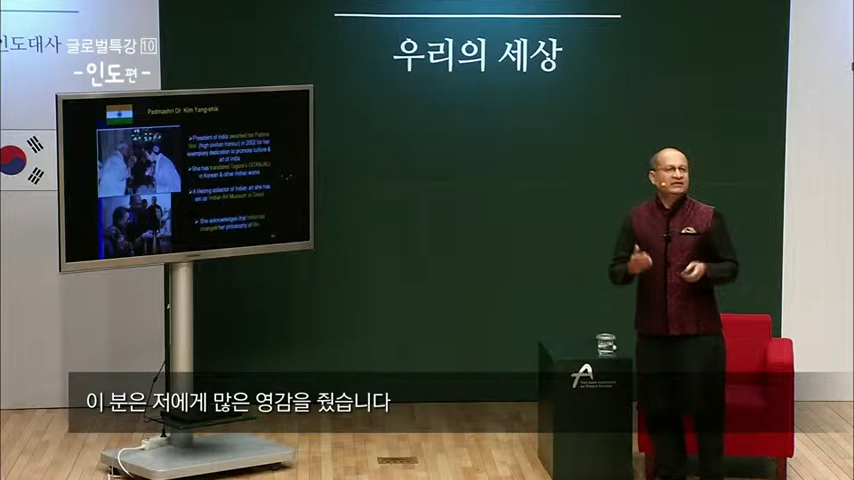 인도대사
글로벌특강 10
-인도편-
우리의 세상
Padmashri Dr. Kim Yang-shik
➢President of India awarded her Padma
Shri (high civilian honour) in 2002 for her
exemplary dedication to promote culture &
art of India
➢She has translated Tagore's GITANJALI
in Korean & other Indian works
➢A lifelong collector of Indian art she has
set up 'Indian Art Museum' in Seoul
➢She acknowledges that India has
changed her philosophy of life.
이 분은 저에게 많은 영감을 줬습니다